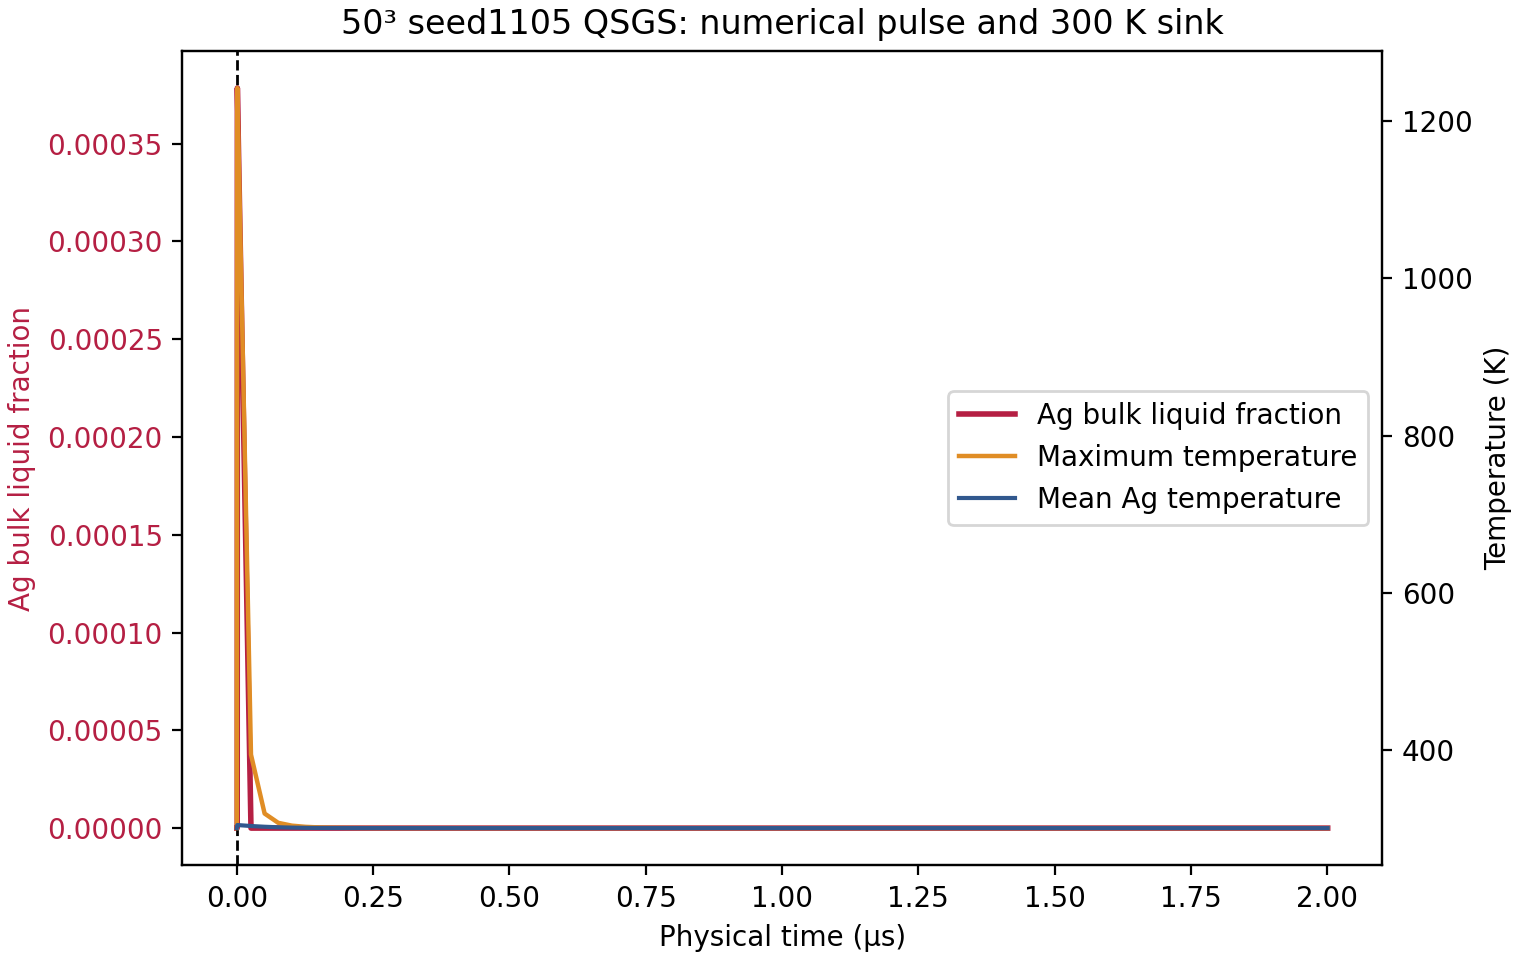 50³ seed1105 QSGS: numerical pulse and 300 K sink
Ag bulk liquid fraction
0.00035
0.00030
0.00025
0.00020
0.00015
0.00010
0.00005
0.00000
1200
1000
800
600
400
Temperature (K)
Ag bulk liquid fraction
Maximum temperature
Mean Ag temperature
0.00 0.25 0.50 0.75 1.00 1.25 1.50 1.75 2.00
Physical time (µs)